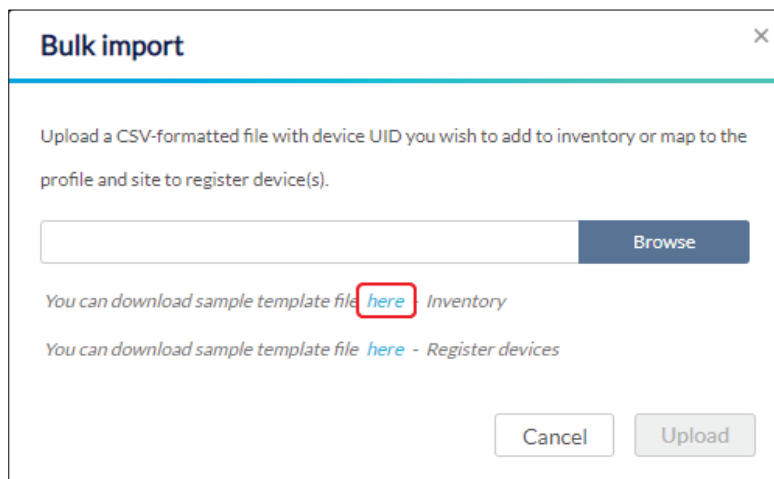 Bulk import
Upload a CSV-formatted file with device UID you wish to add to inventory or map to the
profile and site to register device(s).
Browse
You can download sample template file here - Inventory
You can download sample template file here - Register devices
Cancel
Upload